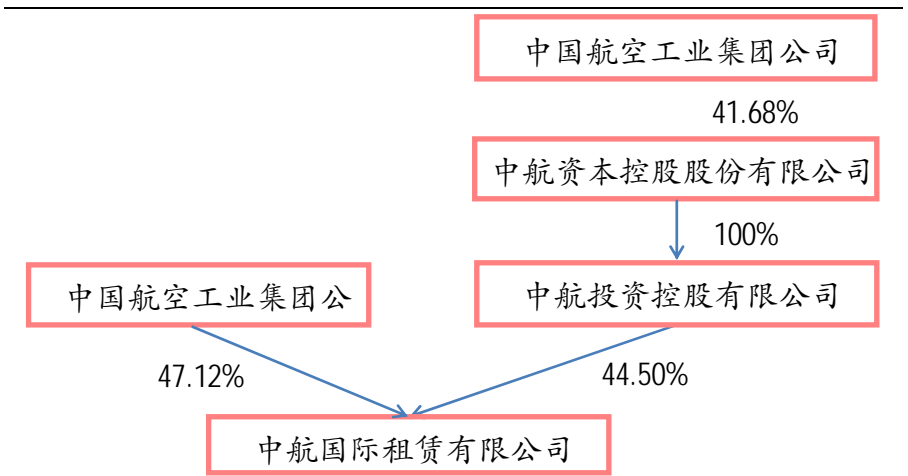 中国航空工业集团公司
41.68%
中航资本控股股份有限公司
100%
中国航空工业集团公
中航投资控股有限公司
47.12%
44.50%
中航国际租赁有限公司